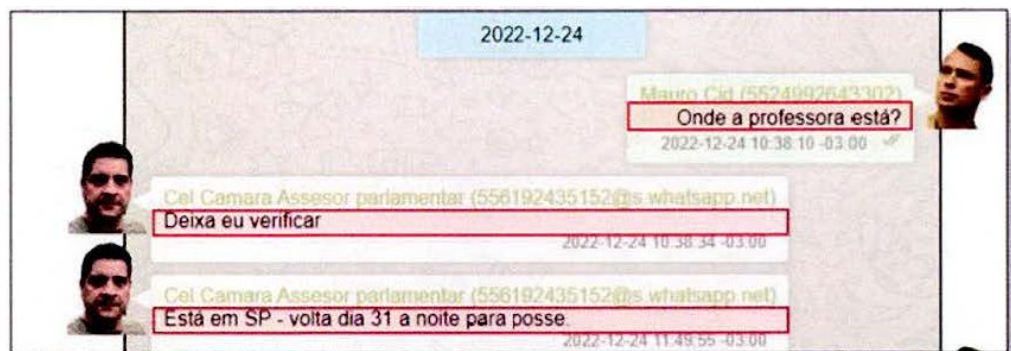 2022-12-24
Mauro Cid (5524992643302)
Onde a professora está?
2022-12-24 10:38:10 -03:00
Cel Camara Assesor parlamentar (556192435152@s.whatsapp.net)
Deixa eu verificar
2022-12-24 10:38:34 -03:00
Cel Camara Assesor parlamentar (556192435152@s.whatsapp.net)
Está em SP - volta dia 31 a noite para posse.
2022-12-24 11:49:55 -03:00